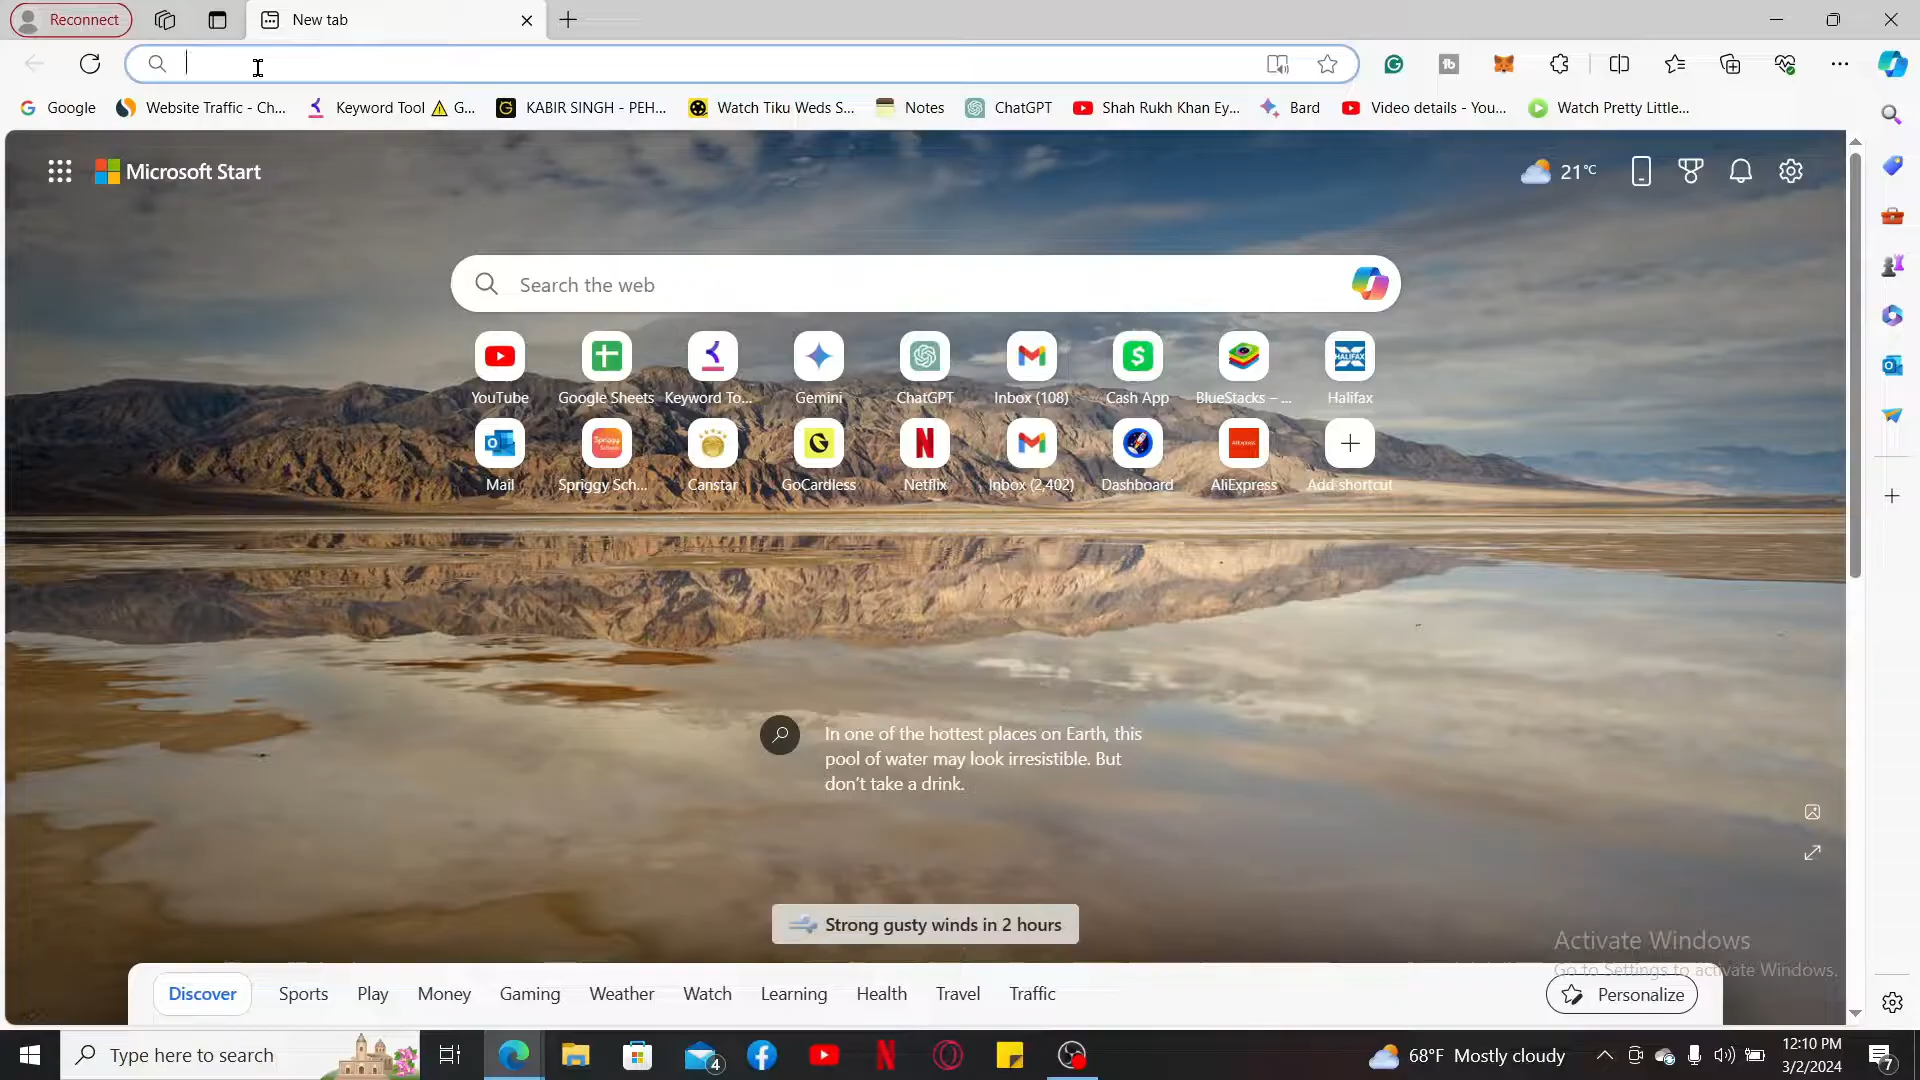 Reconnect
New tab
Google
Website Traffic - Ch...
Keyword Tool ⚠ G...
KABIR SINGH - PEH...
Watch Tiku Weds S...
Notes
ChatGPT
Shah Rukh Khan Ey...
Bard
Video details - You...
Watch Pretty Little...
Microsoft Start
21°C
Search the web
YouTube
Google Sheets
Keyword To...
Gemini
ChatGPT
Inbox (108)
Cash App
BlueStacks – ...
Halifax
Mail
Spriggy Sch...
Canstar
GoCardless
Netflix
Inbox (2,402)
Dashboard
AliExpress
Add shortcut
In one of the hottest places on Earth, this
pool of water may look irresistible. But
don't take a drink.
Strong gusty winds in 2 hours
Activate Windows
Go to Settings to activate Windows.
Discover
Sports
Play
Money
Gaming
Weather
Watch
Learning
Health
Travel
Traffic
Personalize
Type here to search
4
68°F Mostly cloudy
12:10 PM
3/2/2024
7